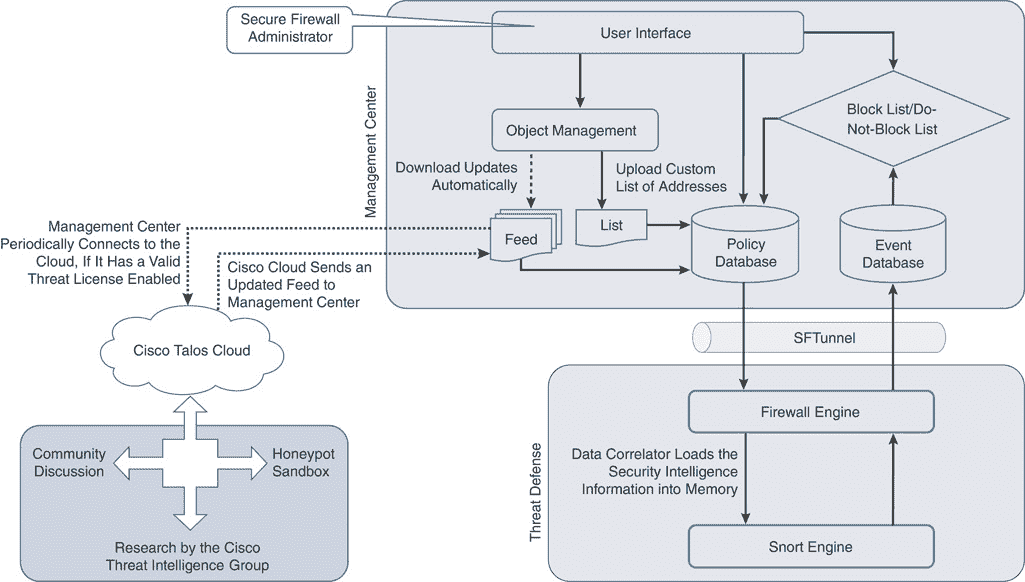 Secure Firewall
Administrator
User Interface
Management Center
Object Management
Block List/Do-
Not-Block List
Download Updates
Automatically
Upload Custom
List of Addresses
Feed
List
Policy
Database
Event
Database
Management Center
Periodically Connects to the
Cloud, If It Has a Valid
Threat License Enabled
Cisco Cloud Sends an
Updated Feed to
Management Center
SFTunnel
Cisco Talos Cloud
Threat Defense
Firewall Engine
Data Correlator Loads the
Security Intelligence
Information into Memory
Snort Engine
Community
Discussion
Honeypot
Sandbox
Research by the Cisco
Threat Intelligence Group